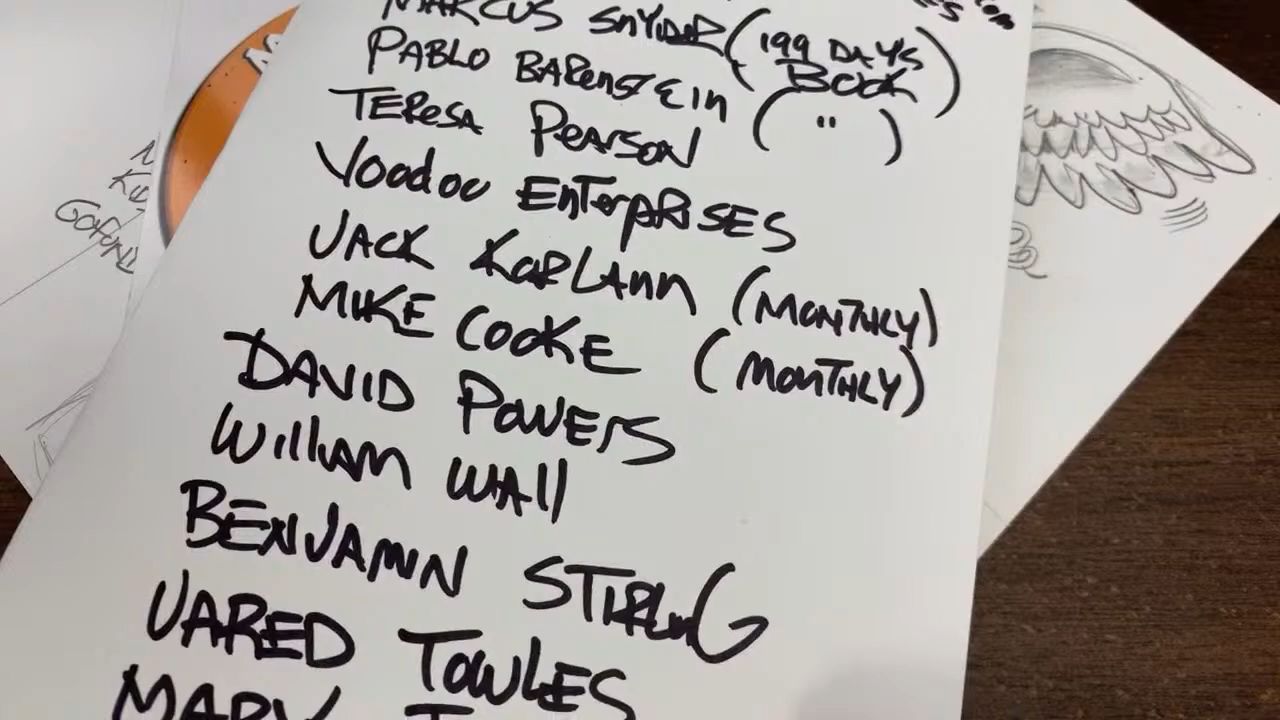 MARCUS SNYDER (199 DAYS BOOK)
PABLO BARENSTEIN (")
TERESA PEARSON
VOODOO ENTERPRISES
JACK KARLANN (MONTHLY)
MIKE COOKE (MONTHLY)
DAVID POWERS
WILLIAM WALL
BENJAMIN STIRLING
JARED TOWLES